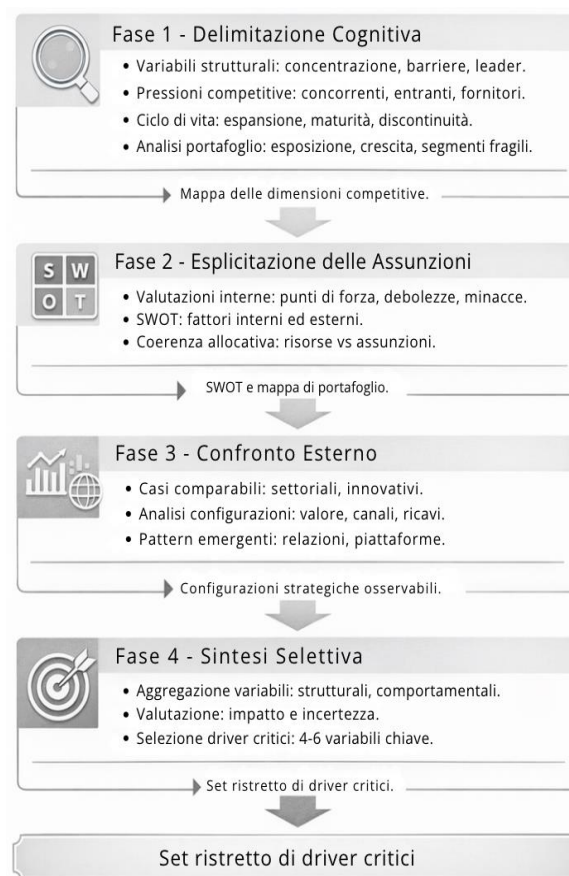 Fase 1 - Delimitazione Cognitiva
• Variabili strutturali: concentrazione, barriere, leader.
• Pressioni competitive: concorrenti, entranti, fornitori.
• Ciclo di vita: espansione, maturità, discontinuità.
• Analisi portafoglio: esposizione, crescita, segmenti fragili.
Mappa delle dimensioni competitive.
S W
O T
Fase 2 - Esplicitazione delle Assunzioni
• Valutazioni interne: punti di forza, debolezze, minacce.
• SWOT: fattori interni ed esterni.
• Coerenza allocativa: risorse vs assunzioni.
SWOT e mappa di portafoglio.
Fase 3 - Confronto Esterno
• Casi comparabili: settoriali, innovativi.
• Analisi configurazioni: valore, canali, ricavi.
• Pattern emergenti: relazioni, piattaforme.
Configurazioni strategiche osservabili.
Fase 4 - Sintesi Selettiva
• Aggregazione variabili: strutturali, comportamentali.
• Valutazione: impatto e incertezza.
• Selezione driver critici: 4-6 variabili chiave.
Set ristretto di driver critici.
Set ristretto di driver critici